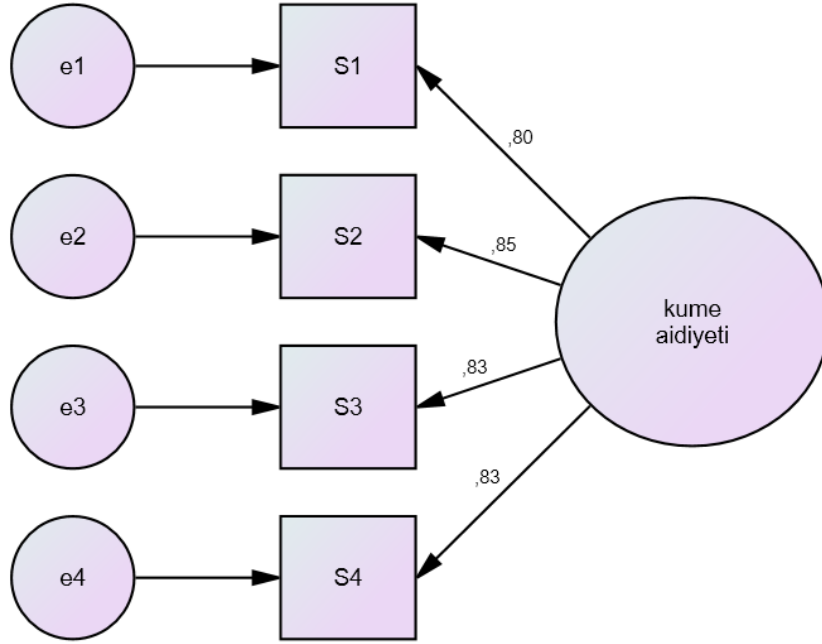 e1
S1
,80
e2
S2
,85
kume
aidiyeti
e3
S3
,83
e4
S4
,83